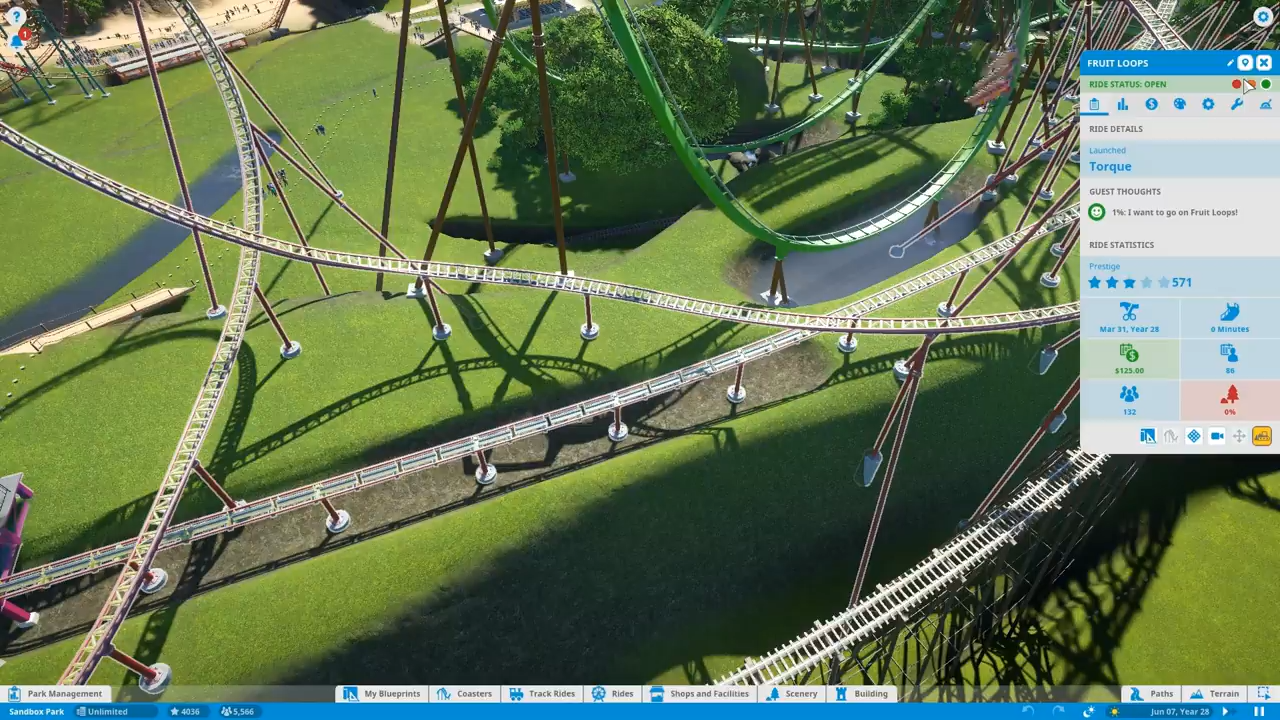 FRUIT LOOPS
RIDE STATUS: OPEN
RIDE DETAILS
Launched
Torque
GUEST THOUGHTS
1%: I want to go on Fruit Loops!
RIDE STATISTICS
Prestige
571
Mar 31, Year 28
0 Minutes
$125.00
86
132
0%
Park Management
My Blueprints
Coasters
Track Rides
Rides
Shops and Facilities
Scenery
Building
Paths
Terrain
Sandbox Park
Unlimited
4036
5,566
Jun 07, Year 28